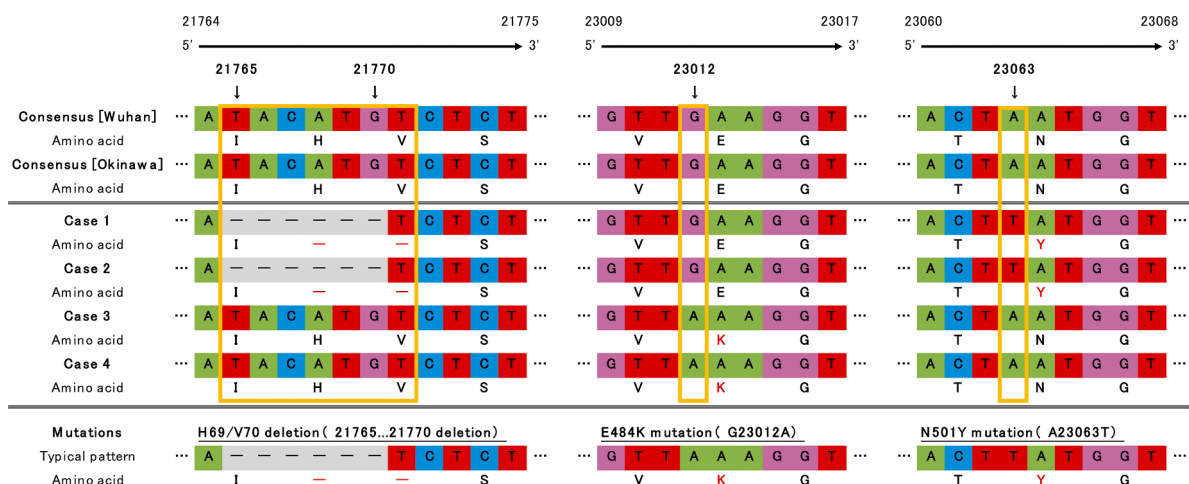 21764 21775 23009 23017 23060 23068
5' 3' 5' 3' 5' 3'
21765 21770 23012 23063
↓ ↓ ↓ ↓
Consensus [Wuhan] ··· A T A C A T G T C T C T ··· ··· G T T G A A G G T ··· ··· A C T A A T G G T ···
Amino acid I H V S V E G T N G
Consensus [Okinawa] ··· A T A C A T G T C T C T ··· ··· G T T G A A G G T ··· ··· A C T A A T G G T ···
Amino acid I H V S V E G T N G
Case 1 ··· A — — — — — — T C T C T ··· ··· G T T G A A G G T ··· ··· A C T T A T G G T ···
Amino acid I — — S V E G T Y G
Case 2 ··· A — — — — — — T C T C T ··· ··· G T T G A A G G T ··· ··· A C T T A T G G T ···
Amino acid I — — S V E G T Y G
Case 3 ··· A T A C A T G T C T C T ··· ··· G T T A A A G G T ··· ··· A C T A A T G G T ···
Amino acid I H V S V K G T N G
Case 4 ··· A T A C A T G T C T C T ··· ··· G T T A A A G G T ··· ··· A C T A A T G G T ···
Amino acid I H V S V K G T N G
Mutations H69/V70 deletion( 21765...21770 deletion) E484K mutation( G23012A) N501Y mutation( A23063T)
Typical pattern A — — — — — — T C T C T ··· ··· G T T A A A G G T ··· ··· A C T T A T G G T ···
Amino acid I — — S V K G T Y G